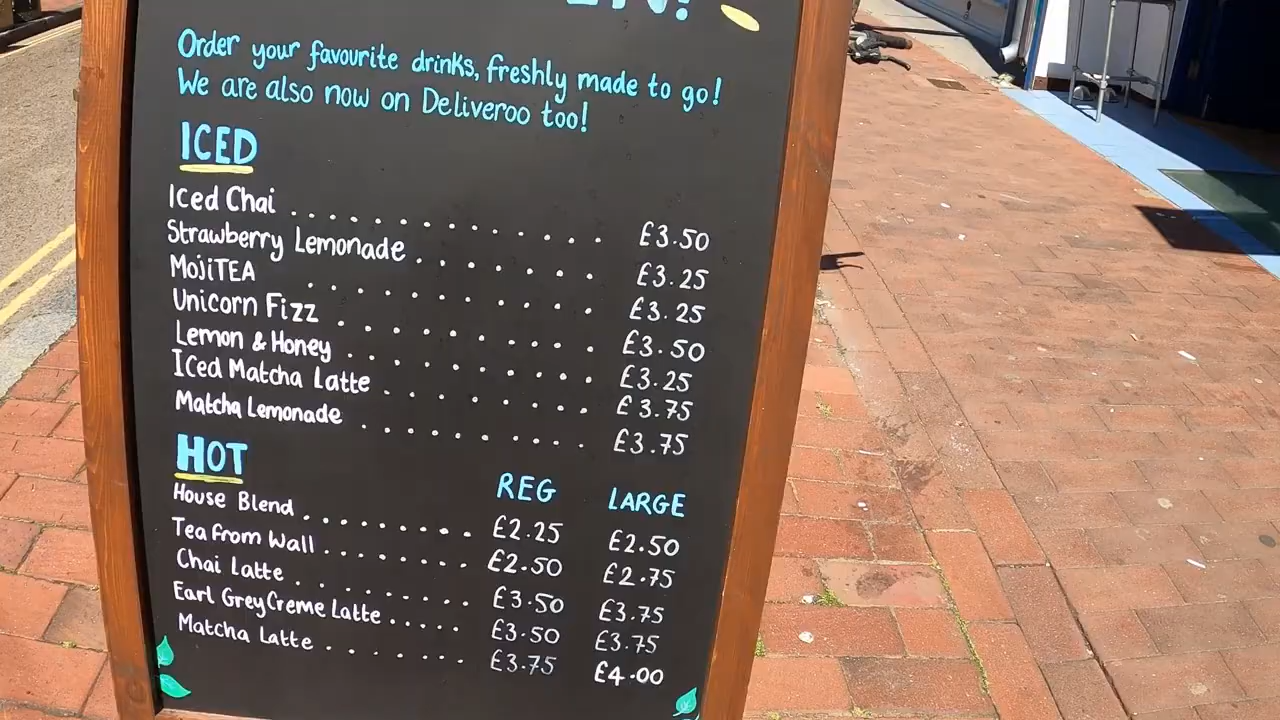 Order your favourite drinks, freshly made to go!
We are also now on Deliveroo too!
ICED
Iced Chai . . . . . . . . . . . . £3.50
Strawberry Lemonade . . . . . . . £3.25
MojiTEA . . . . . . . . . . . £3.25
Unicorn Fizz . . . . . . . . . . £3.50
Lemon & Honey . . . . . . . . . . £3.25
Iced Matcha Latte . . . . . . . . £3.75
Matcha Lemonade . . . . . . . . . £3.75
HOT REG LARGE
House Blend . . . . . . . . . £2.25 £2.50
Tea from Wall . . . . . . . . £2.50 £2.75
Chai Latte . . . . . . . . £3.50 £3.75
Earl Grey Creme Latte . . . . . £3.50 £3.75
Matcha Latte . . . . . . . £3.75 £4.00